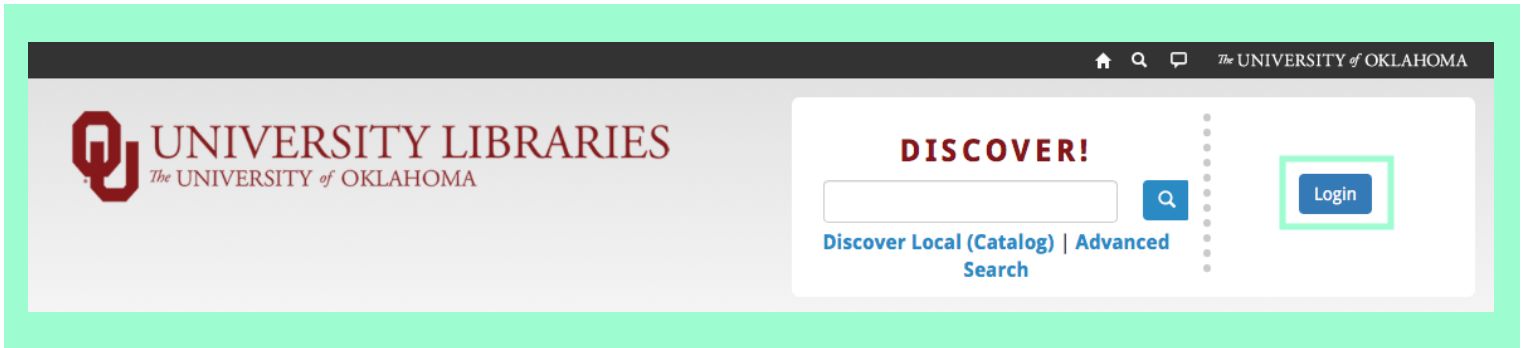 The UNIVERSITY of OKLAHOMA
UNIVERSITY LIBRARIES
The UNIVERSITY of OKLAHOMA
DISCOVER!
Discover Local (Catalog) | Advanced
Search
Login